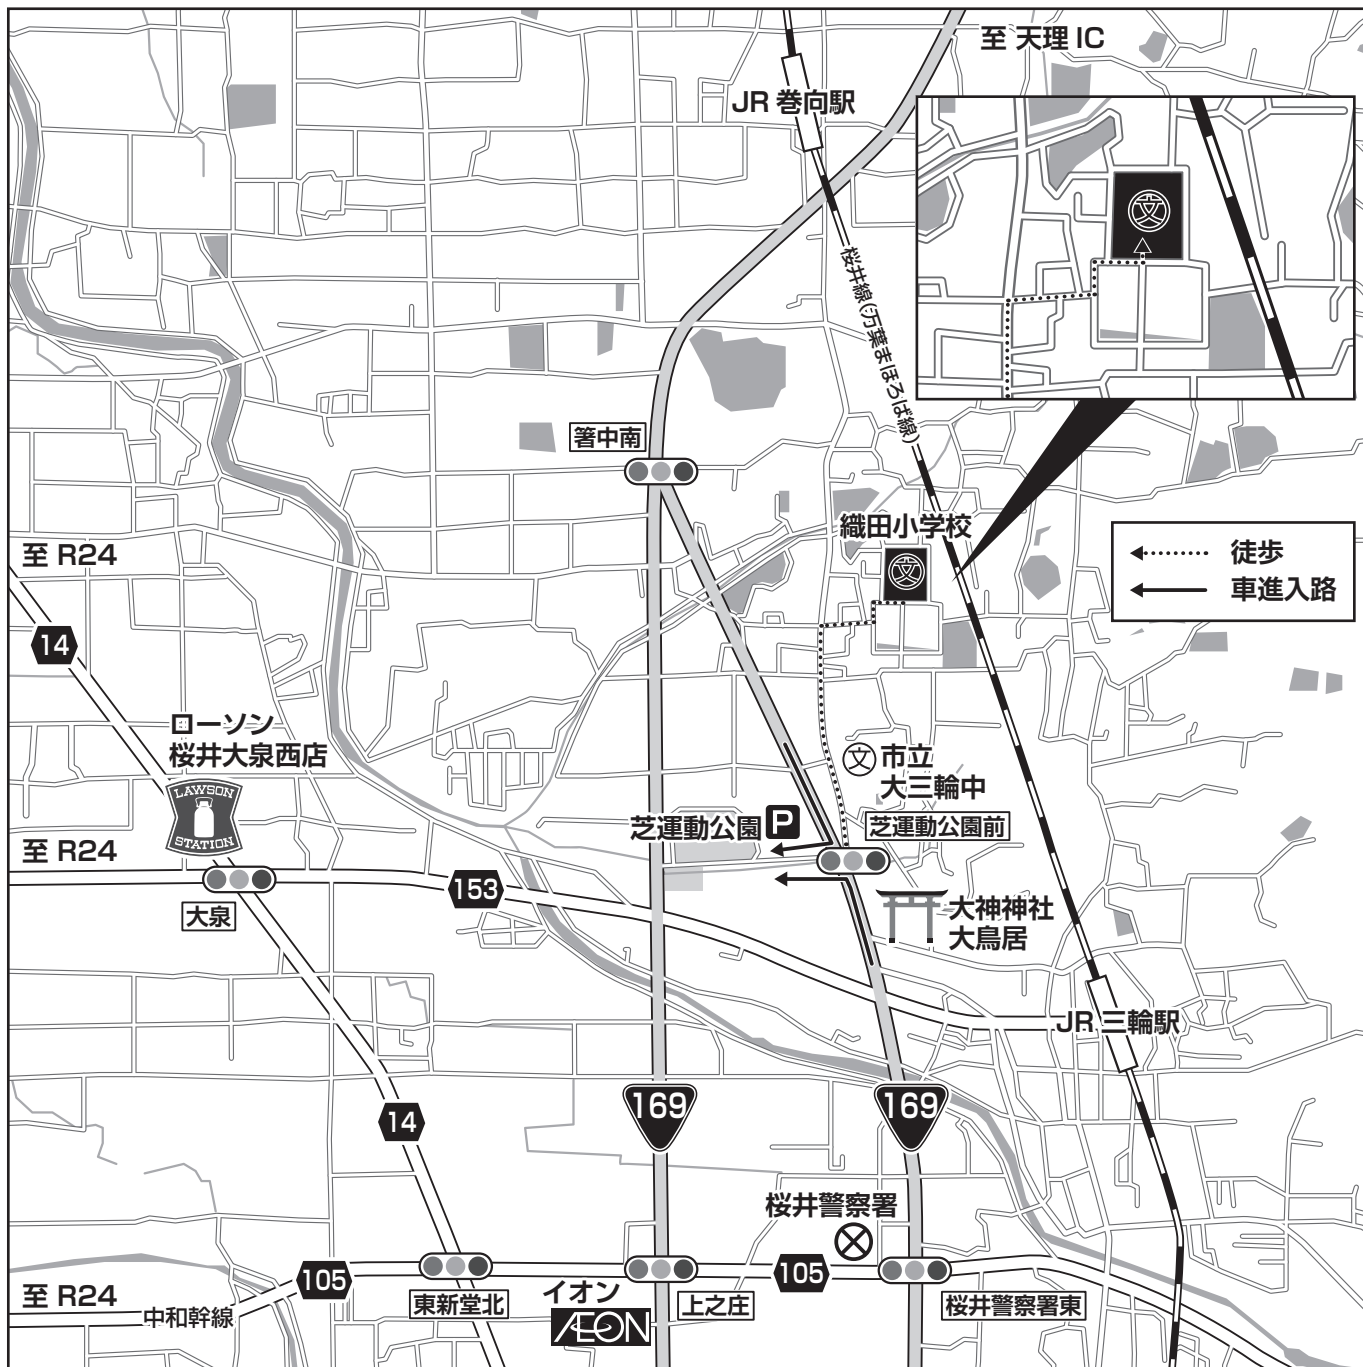 至 天理 IC
JR 巻向駅
文
桜井線(万葉まほろば線)
箸中南
織田小学校
文
徒歩
車進入路
至 R24
14
ローソン
桜井大泉西店
LAWSON
STATION
文 市立
大三輪中
芝運動公園 P
芝運動公園前
至 R24
153
大泉
大神神社
大鳥居
JR 三輪駅
169
169
14
桜井警察署
至 R24
中和幹線
105
東新堂北
イオン
ÆON
上之庄
105
桜井警察署東